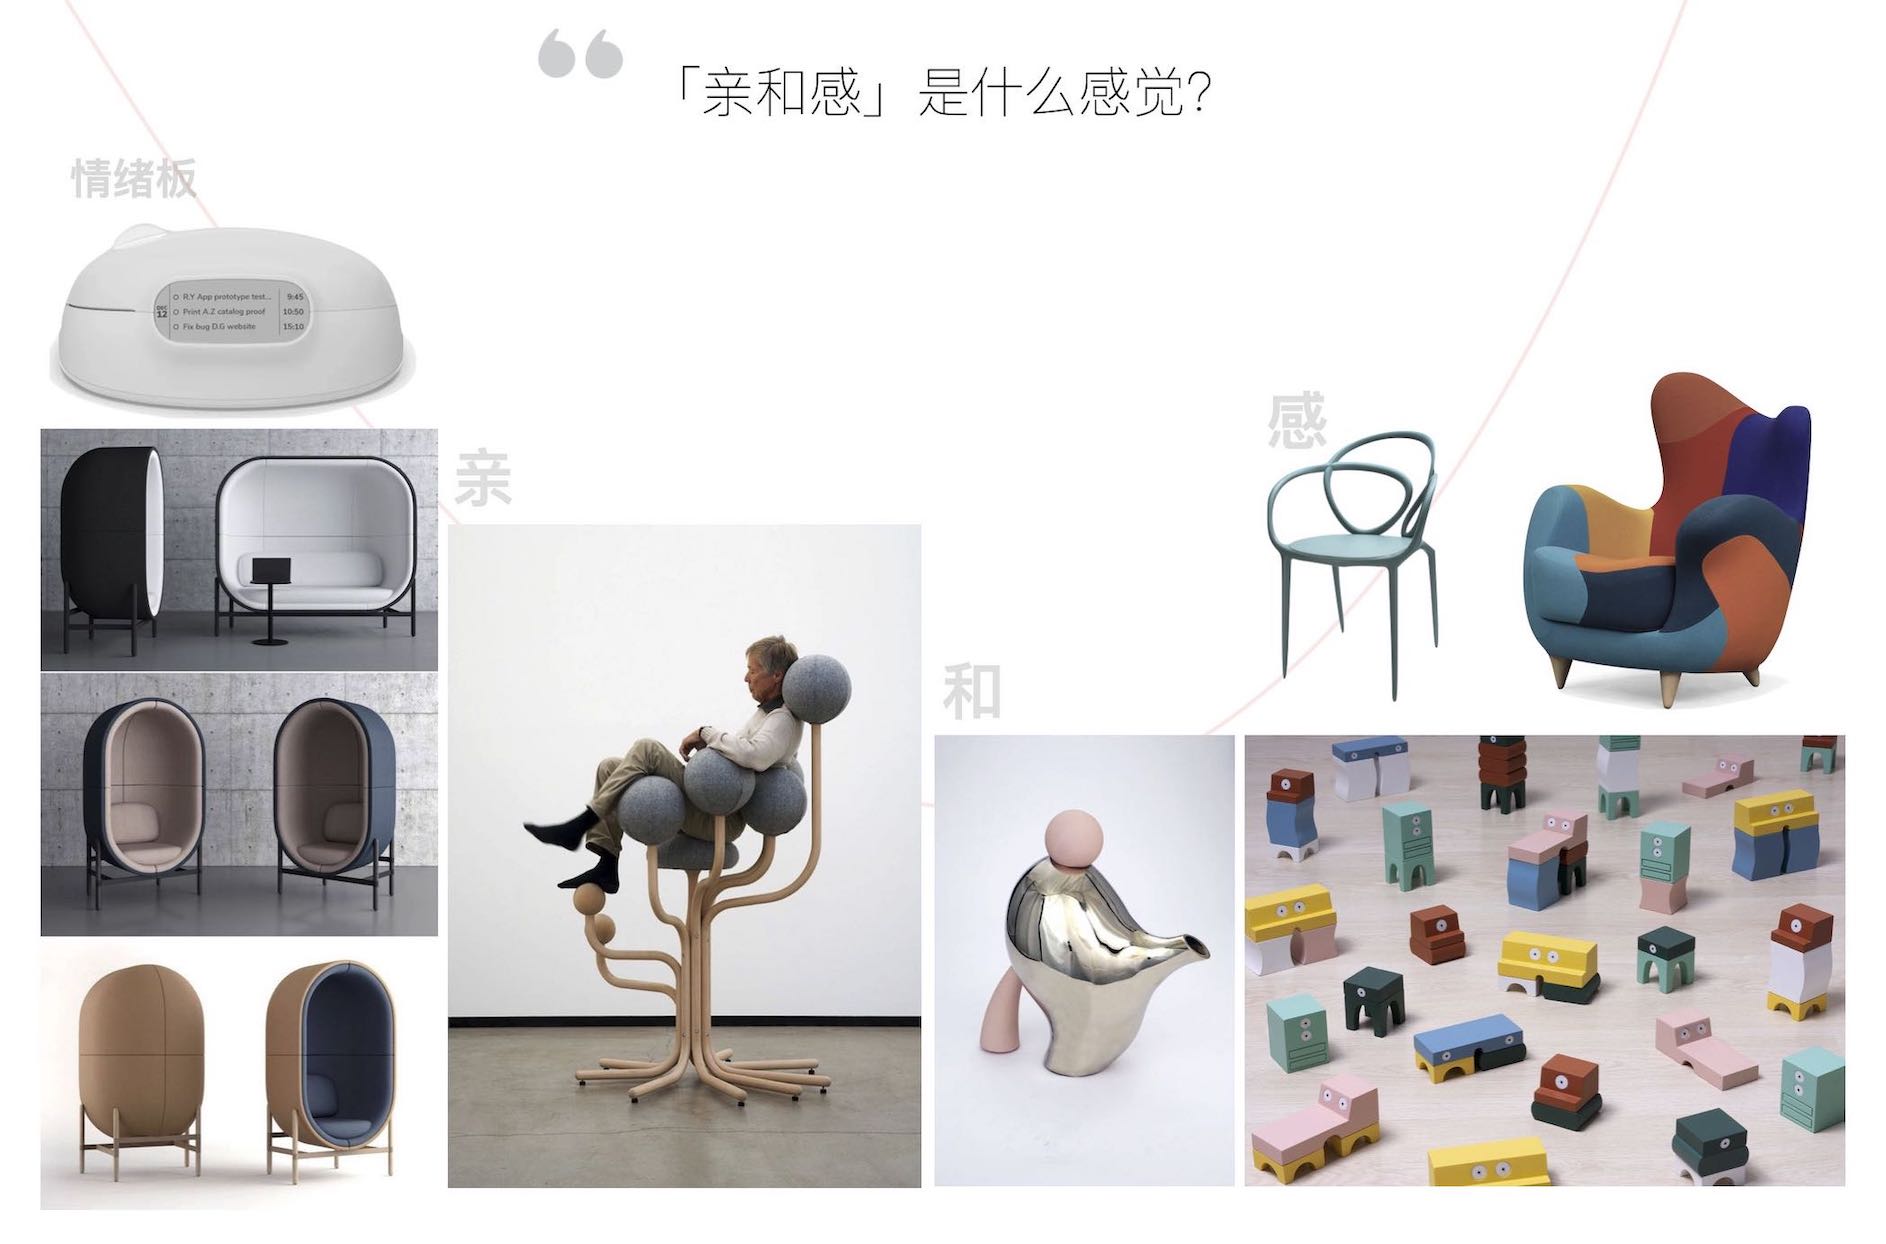 「亲和感」是什么感觉？
情绪板
DEC
12
R.Y App prototype test... 9:45
Print A.Z catalog proof 10:50
Fix bug D.G website 15:10
亲
和
感